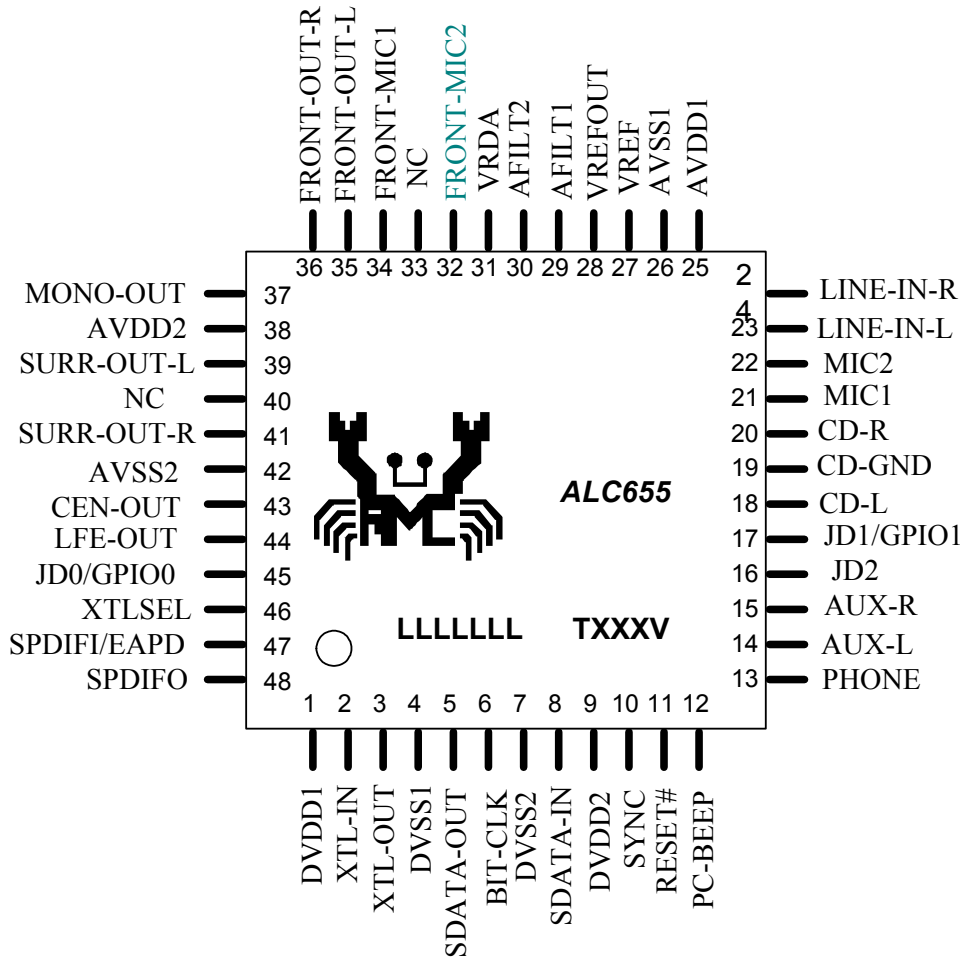 FRONT-OUT-R
FRONT-OUT-L
FRONT-MIC1
NC
FRONT-MIC2
VRDA
AFILT2
AFILT1
VREFOUT
VREF
AVSS1
AVDD1
36 35 34 33 32 31 30 29 28 27 26 25
MONO-OUT 37
24 LINE-IN-R
AVDD2 38
23 LINE-IN-L
SURR-OUT-L 39
22 MIC2
NC 40
21 MIC1
SURR-OUT-R 41
20 CD-R
AVSS2 42
19 CD-GND
CEN-OUT 43
ALC655
18 CD-L
LFE-OUT 44
17 JD1/GPIO1
JD0/GPIO0 45
16 JD2
XTLSEL 46
15 AUX-R
SPDIFI/EAPD 47
LLLLLLL TXXXV
14 AUX-L
SPDIFO 48
13 PHONE
1 2 3 4 5 6 7 8 9 10 11 12
DVDD1
XTL-IN
XTL-OUT
DVSS1
SDATA-OUT
BIT-CLK
DVSS2
SDATA-IN
DVDD2
SYNC
RESET#
PC-BEEP